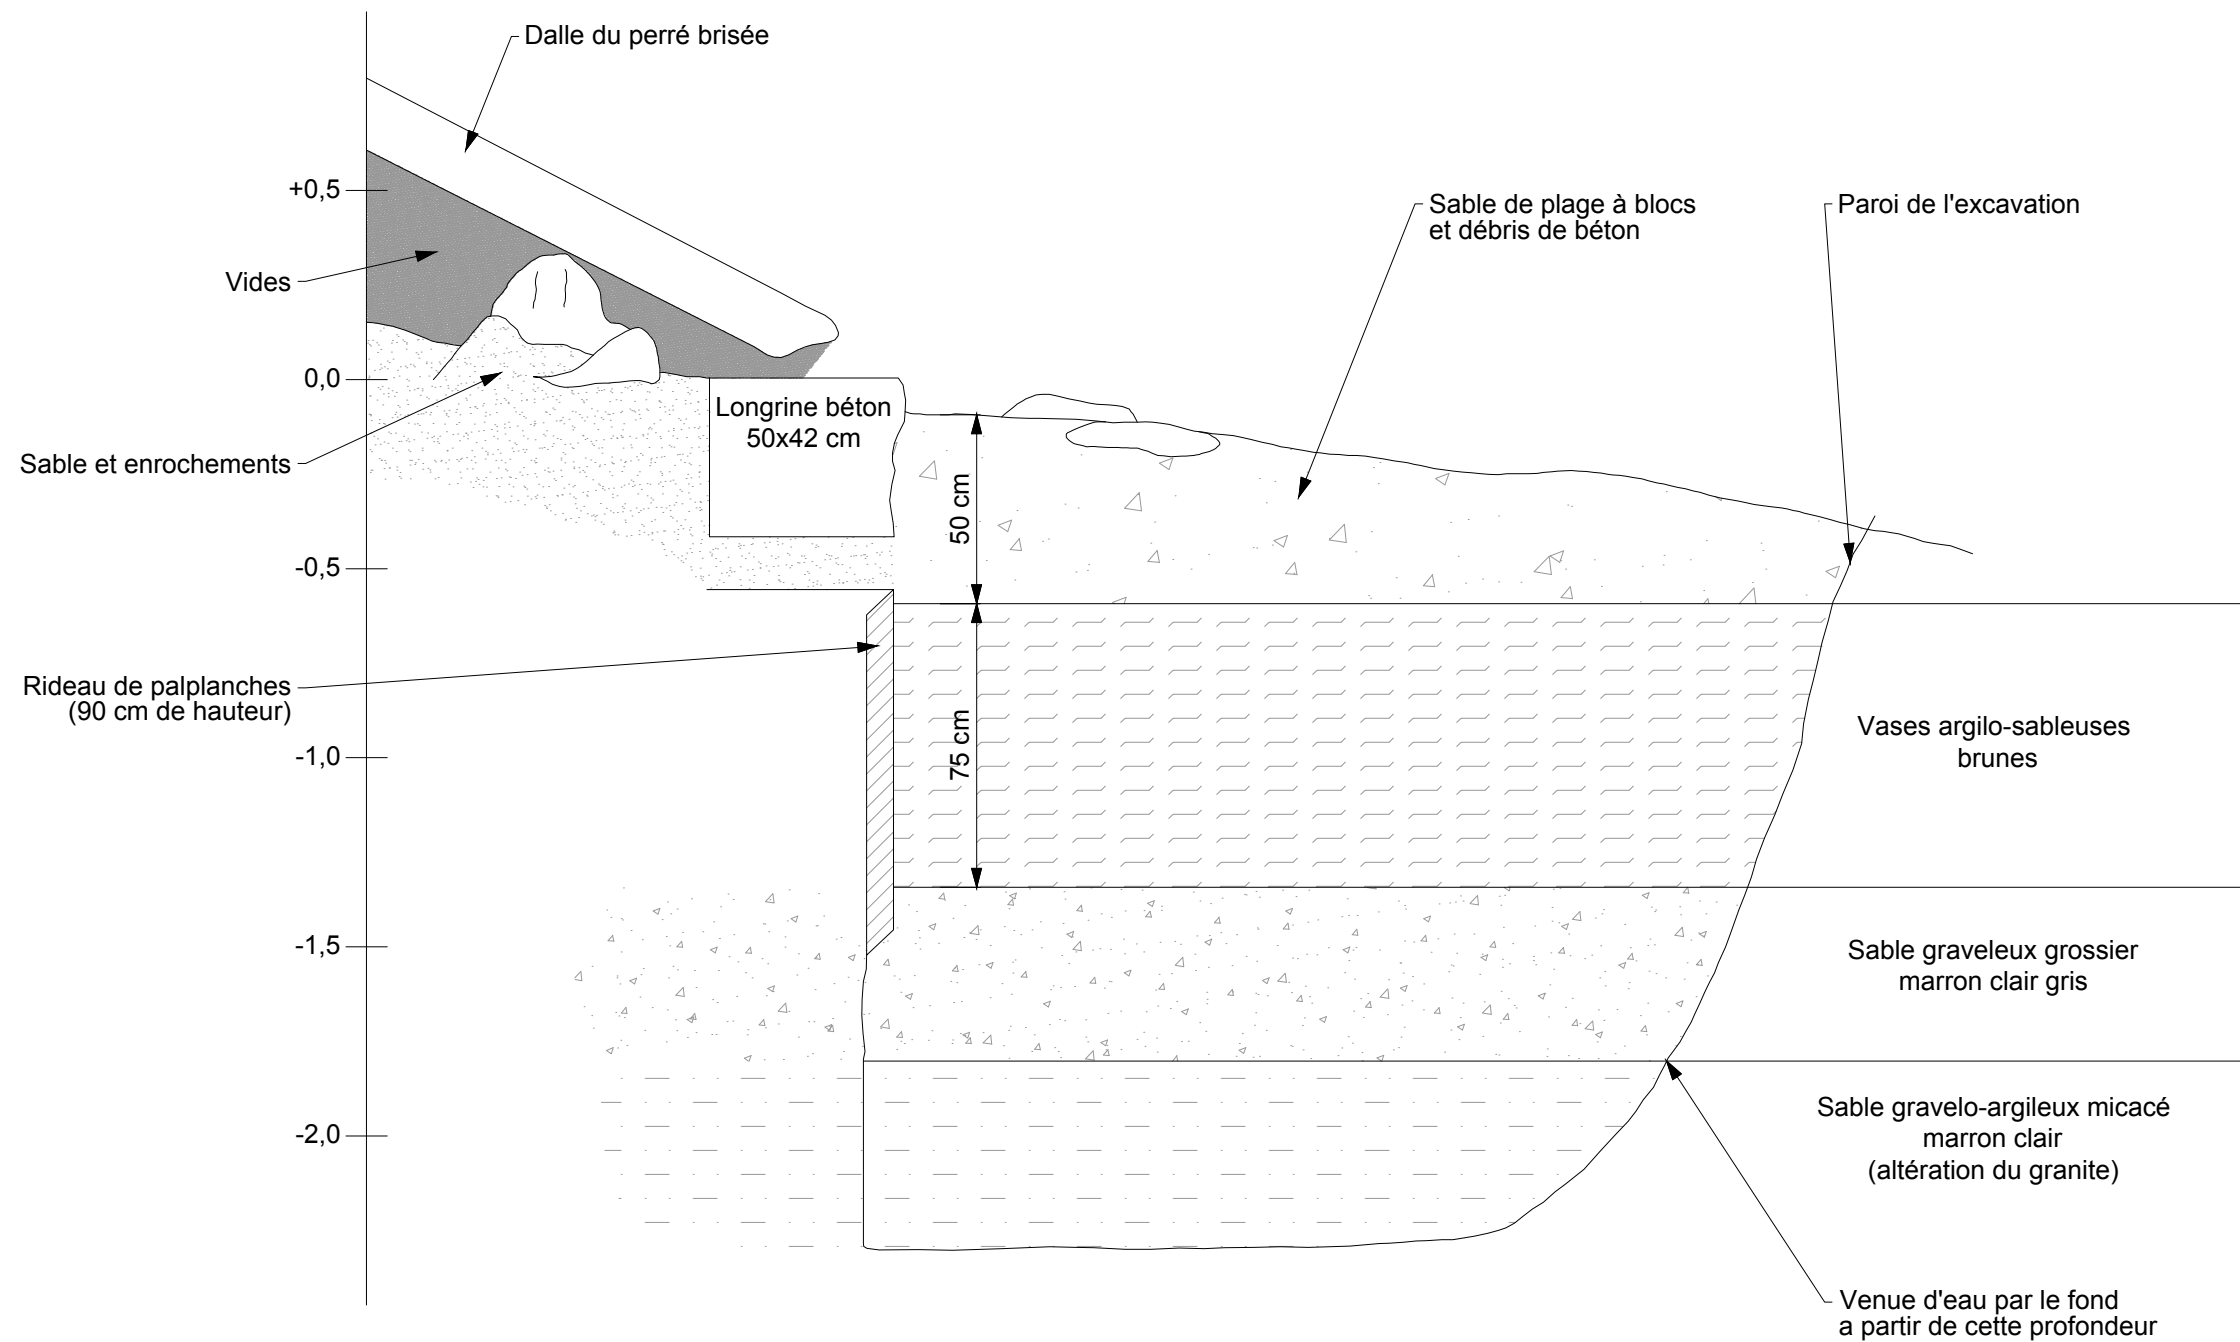 Dalle du perré brisée
+0,5
Sable de plage à blocs
et débris de béton
Paroi de l'excavation
Vides
0,0
Longrine béton
50x42 cm
Sable et enrochements
50 cm
-0,5
Rideau de palplanches
(90 cm de hauteur)
75 cm
-1,0
Vases argilo-sableuses
brunes
-1,5
Sable graveleux grossier
marron clair gris
-2,0
Sable gravelo-argileux micacé
marron clair
(altération du granite)
Venue d'eau par le fond
a partir de cette profondeur